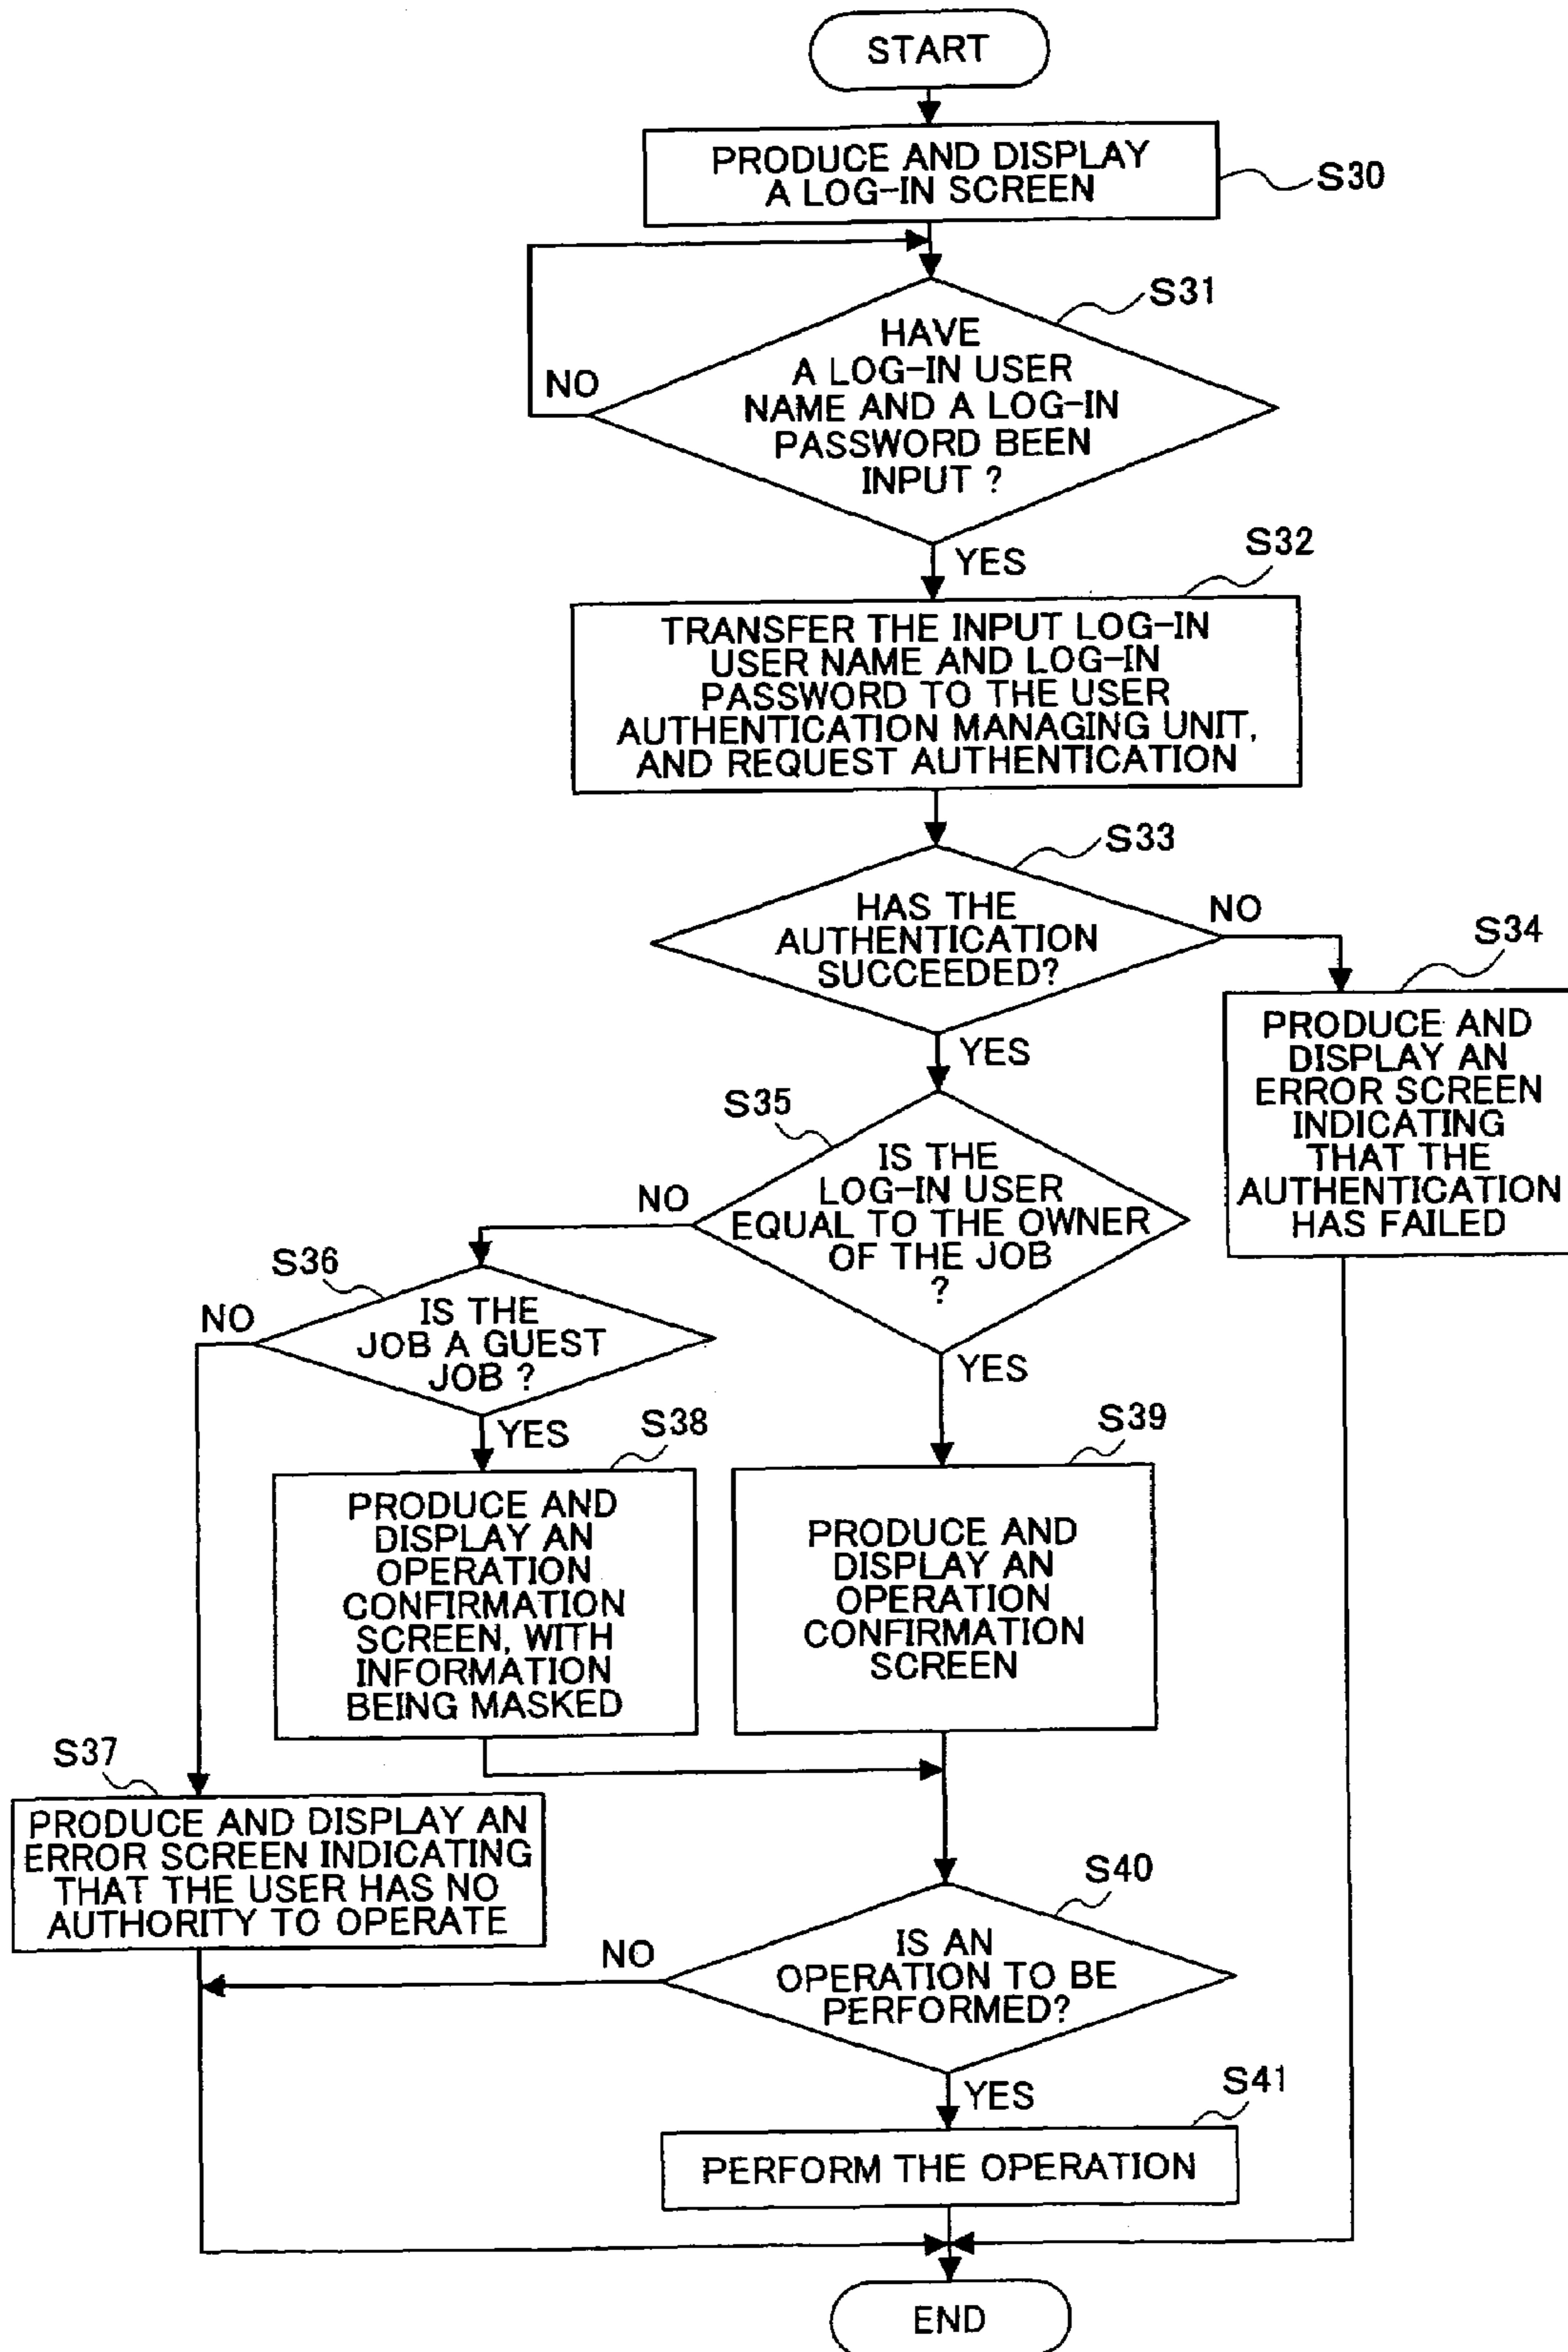 START
PRODUCE AND DISPLAY
A LOG-IN SCREEN
S30
S31
HAVE
A LOG-IN USER
NAME AND A LOG-IN
PASSWORD BEEN
INPUT ?
NO
YES
S32
TRANSFER THE INPUT LOG-IN
USER NAME AND LOG-IN
PASSWORD TO THE USER
AUTHENTICATION MANAGING UNIT,
AND REQUEST AUTHENTICATION
S33
HAS THE
AUTHENTICATION
SUCCEEDED?
NO
YES
S34
PRODUCE AND
DISPLAY AN
ERROR SCREEN
INDICATING
THAT THE
AUTHENTICATION
HAS FAILED
S35
IS THE
LOG-IN USER
EQUAL TO THE OWNER
OF THE JOB
?
NO
YES
S36
IS THE
JOB A GUEST
JOB ?
NO
YES
S38
PRODUCE AND
DISPLAY AN
OPERATION
CONFIRMATION
SCREEN, WITH
INFORMATION
BEING MASKED
S39
PRODUCE AND
DISPLAY AN
OPERATION
CONFIRMATION
SCREEN
S37
PRODUCE AND DISPLAY AN
ERROR SCREEN INDICATING
THAT THE USER HAS NO
AUTHORITY TO OPERATE
S40
IS AN
OPERATION TO BE
PERFORMED?
NO
YES
S41
PERFORM THE OPERATION
END